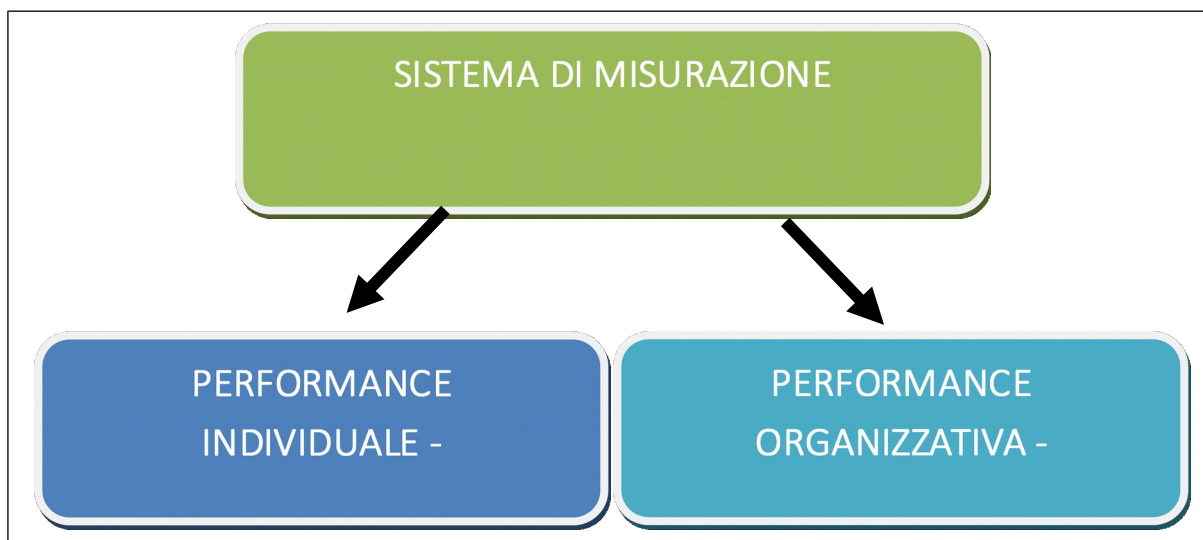 SISTEMA DI MISURAZIONE
PERFORMANCE
INDIVIDUALE -
PERFORMANCE
ORGANIZZATIVA -